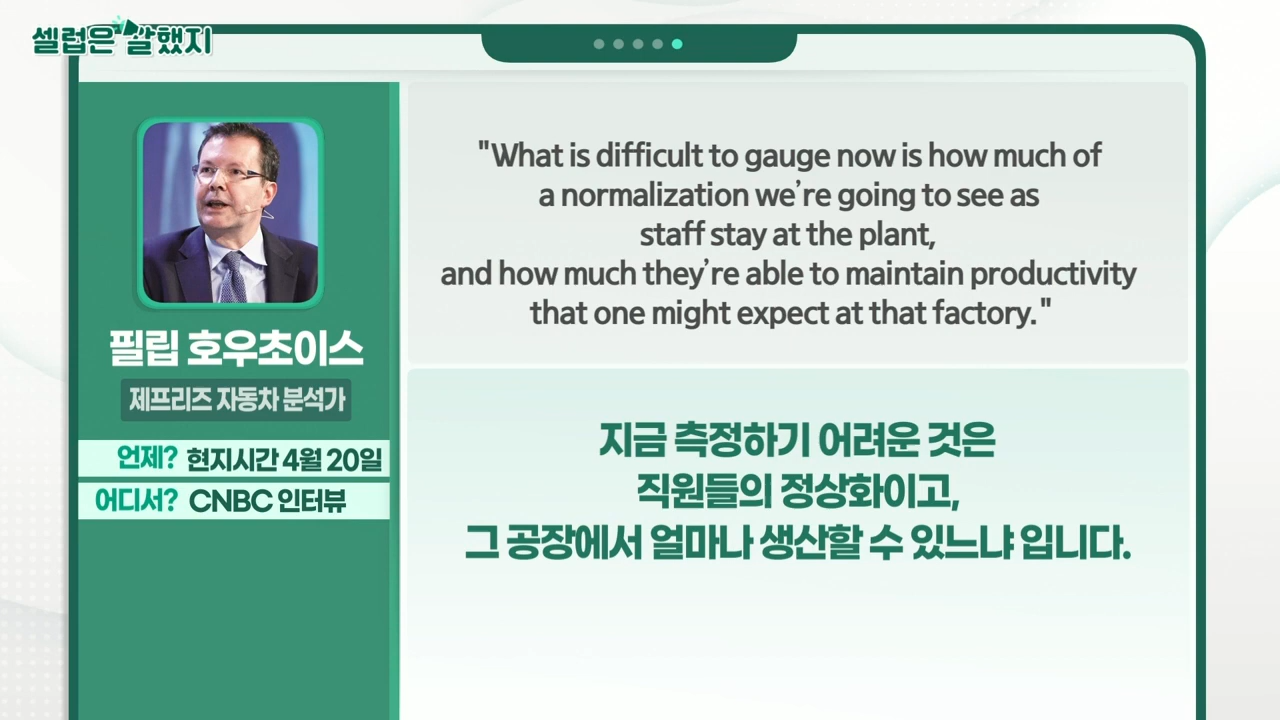 셀럽은 말했지
"What is difficult to gauge now is how much of
a normalization we’re going to see as
staff stay at the plant,
and how much they’re able to maintain productivity
that one might expect at that factory."
필립 호우초이스
제프리즈 자동차 분석가
언제? 현지시간 4월 20일
어디서? CNBC 인터뷰
지금 측정하기 어려운 것은
직원들의 정상화이고,
그 공장에서 얼마나 생산할 수 있느냐 입니다.